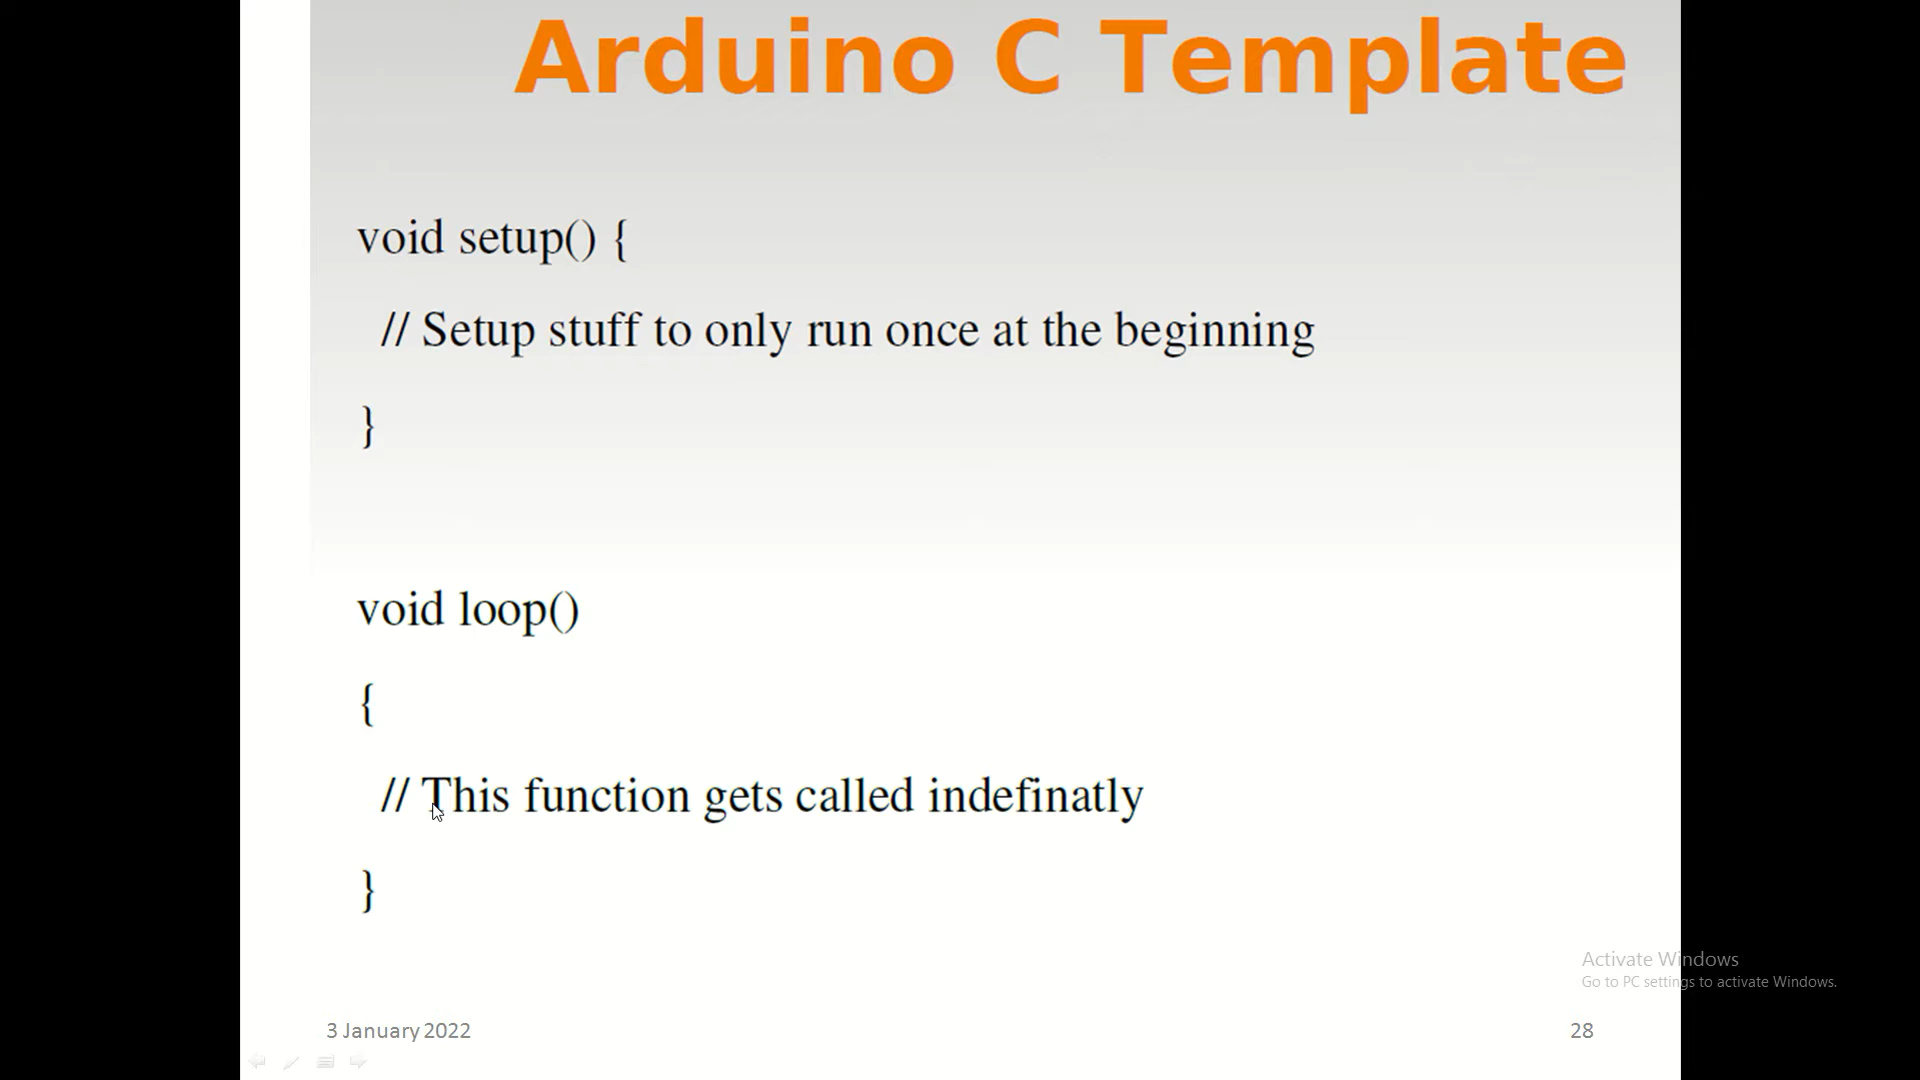 Arduino C Template
void setup() {
// Setup stuff to only run once at the beginning
}
void loop()
{
// This function gets called indefinatly
}
Activate Windows
Go to PC settings to activate Windows.
3 January 2022
28